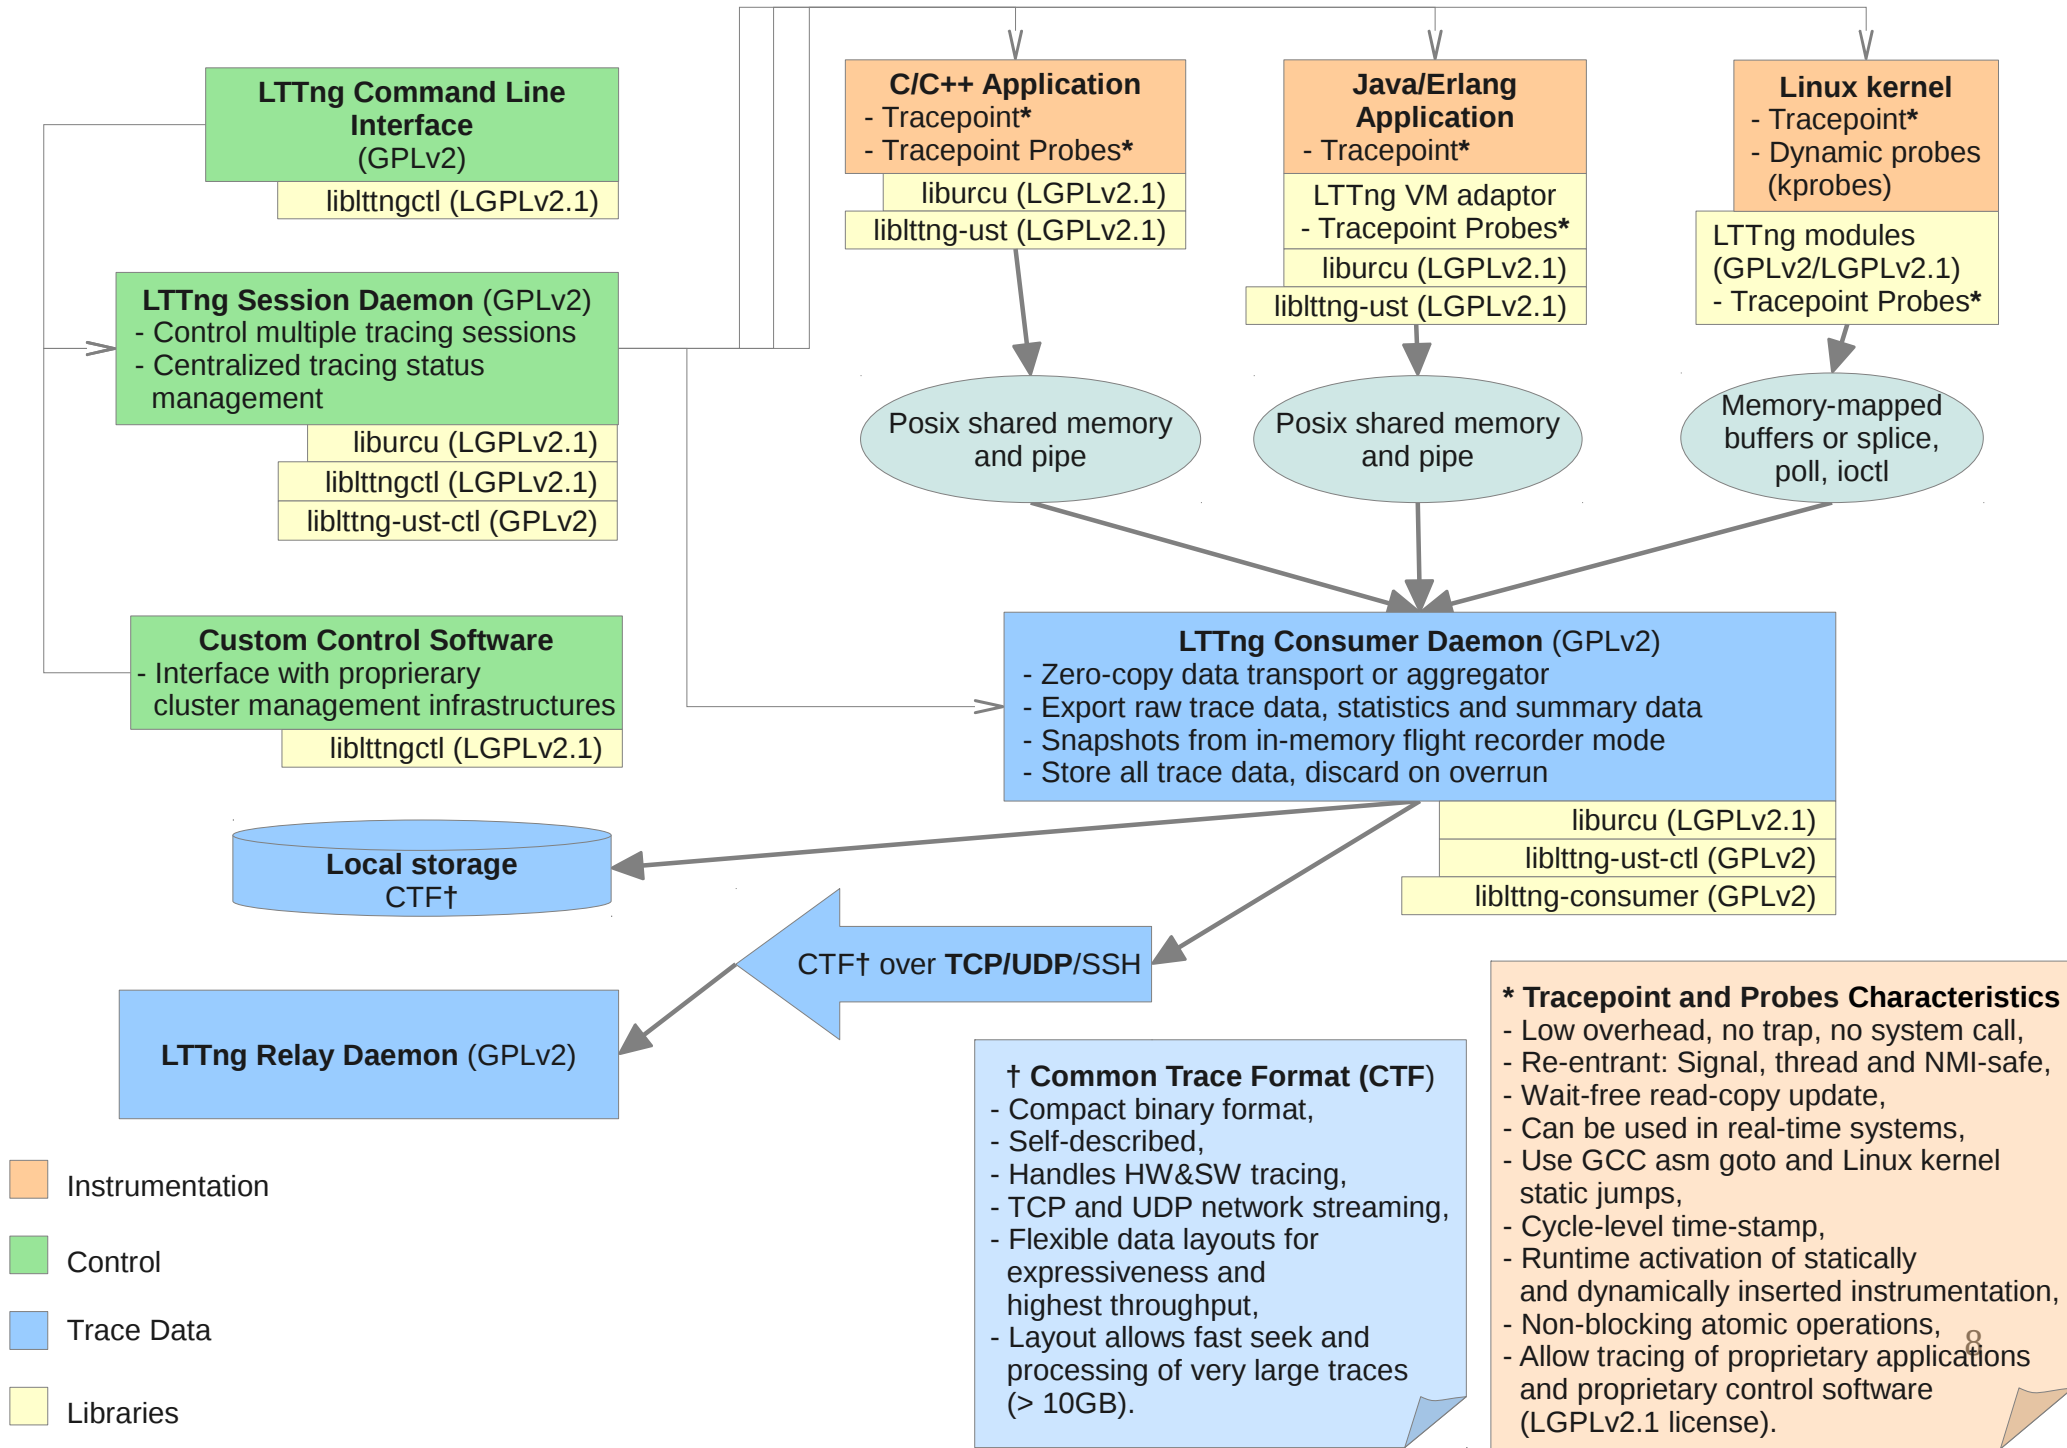 LTTng Command Line
Interface
(GPLv2)
liblttngctl (LGPLv2.1)
LTTng Session Daemon (GPLv2)
- Control multiple tracing sessions
- Centralized tracing status
management
liburcu (LGPLv2.1)
liblttngctl (LGPLv2.1)
liblttng-ust-ctl (GPLv2)
Custom Control Software
- Interface with proprierary
cluster management infrastructures
liblttngctl (LGPLv2.1)
C/C++ Application
- Tracepoint*
- Tracepoint Probes*
liburcu (LGPLv2.1)
liblttng-ust (LGPLv2.1)
Java/Erlang
Application
- Tracepoint*
LTTng VM adaptor
- Tracepoint Probes*
liburcu (LGPLv2.1)
liblttng-ust (LGPLv2.1)
Linux kernel
- Tracepoint*
- Dynamic probes
(kprobes)
LTTng modules
(GPLv2/LGPLv2.1)
- Tracepoint Probes*
Posix shared memory
and pipe
Posix shared memory
and pipe
Memory-mapped
buffers or splice,
poll, ioctl
LTTng Consumer Daemon (GPLv2)
- Zero-copy data transport or aggregator
- Export raw trace data, statistics and summary data
- Snapshots from in-memory flight recorder mode
- Store all trace data, discard on overrun
liburcu (LGPLv2.1)
liblttng-ust-ctl (GPLv2)
liblttng-consumer (GPLv2)
Local storage
CTF†
CTF† over TCP/UDP/SSH
LTTng Relay Daemon (GPLv2)
Instrumentation
Control
Trace Data
Libraries
† Common Trace Format (CTF)
- Compact binary format,
- Self-described,
- Handles HW&SW tracing,
- TCP and UDP network streaming,
- Flexible data layouts for
expressiveness and
highest throughput,
- Layout allows fast seek and
processing of very large traces
(> 10GB).
* Tracepoint and Probes Characteristics
- Low overhead, no trap, no system call,
- Re-entrant: Signal, thread and NMI-safe,
- Wait-free read-copy update,
- Can be used in real-time systems,
- Use GCC asm goto and Linux kernel
static jumps,
- Cycle-level time-stamp,
- Runtime activation of statically
and dynamically inserted instrumentation,
- Non-blocking atomic operations,
- Allow tracing of proprietary applications
and proprietary control software
(LGPLv2.1 license).
8